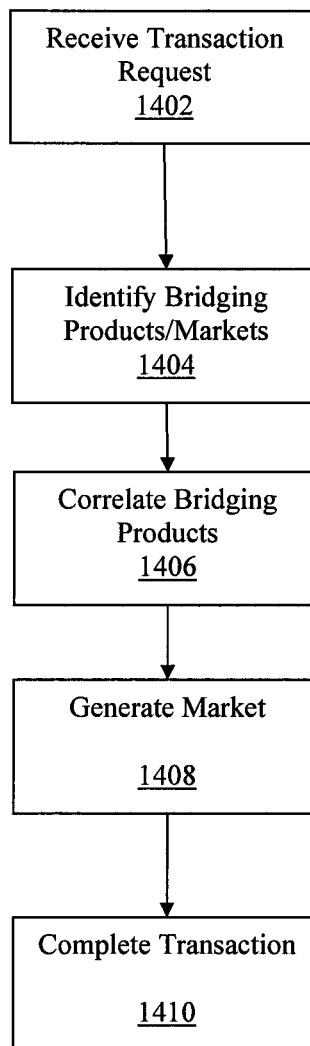 Receive Transaction
Request
1402
Identify Bridging
Products/Markets
1404
Correlate Bridging
Products
1406
Generate Market
1408
Complete Transaction
1410